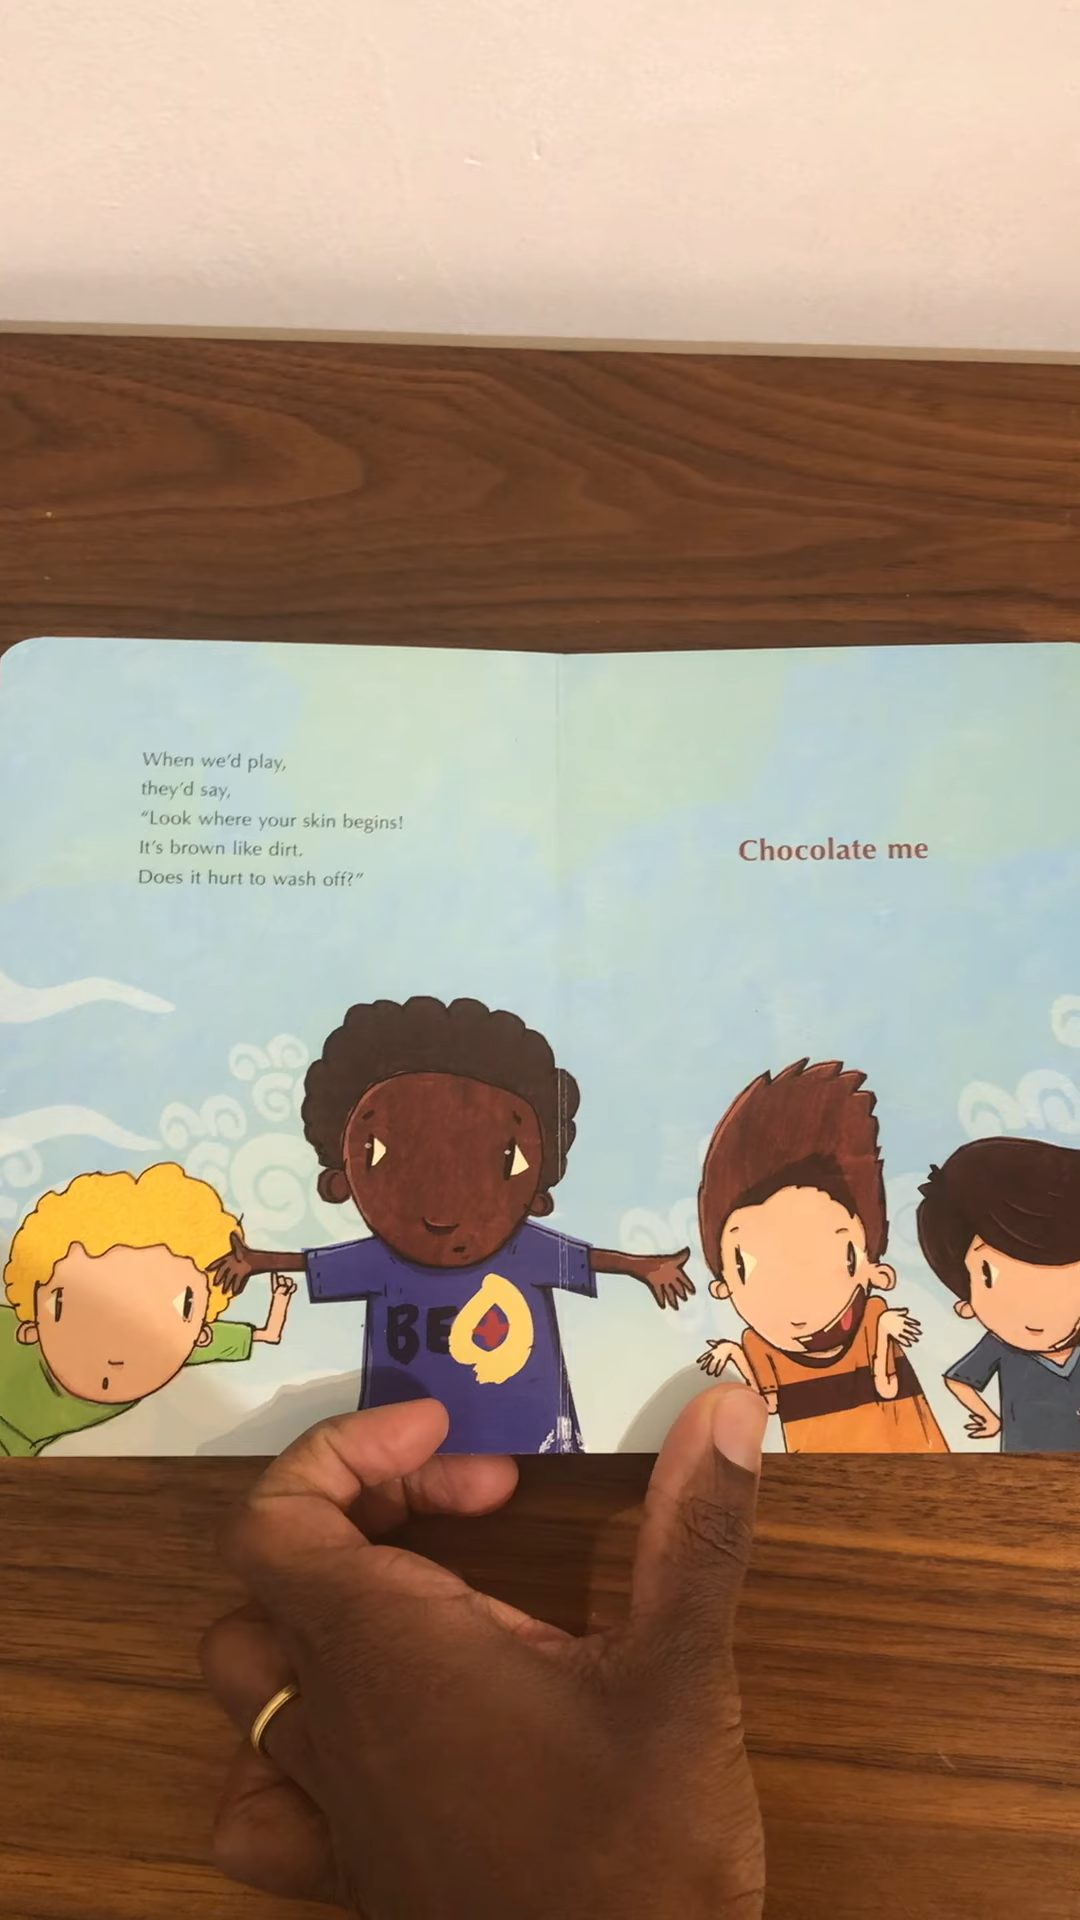 When we'd play,
they'd say,
“Look where your skin begins!
It's brown like dirt.
Does it hurt to wash off?”
Chocolate me
BE